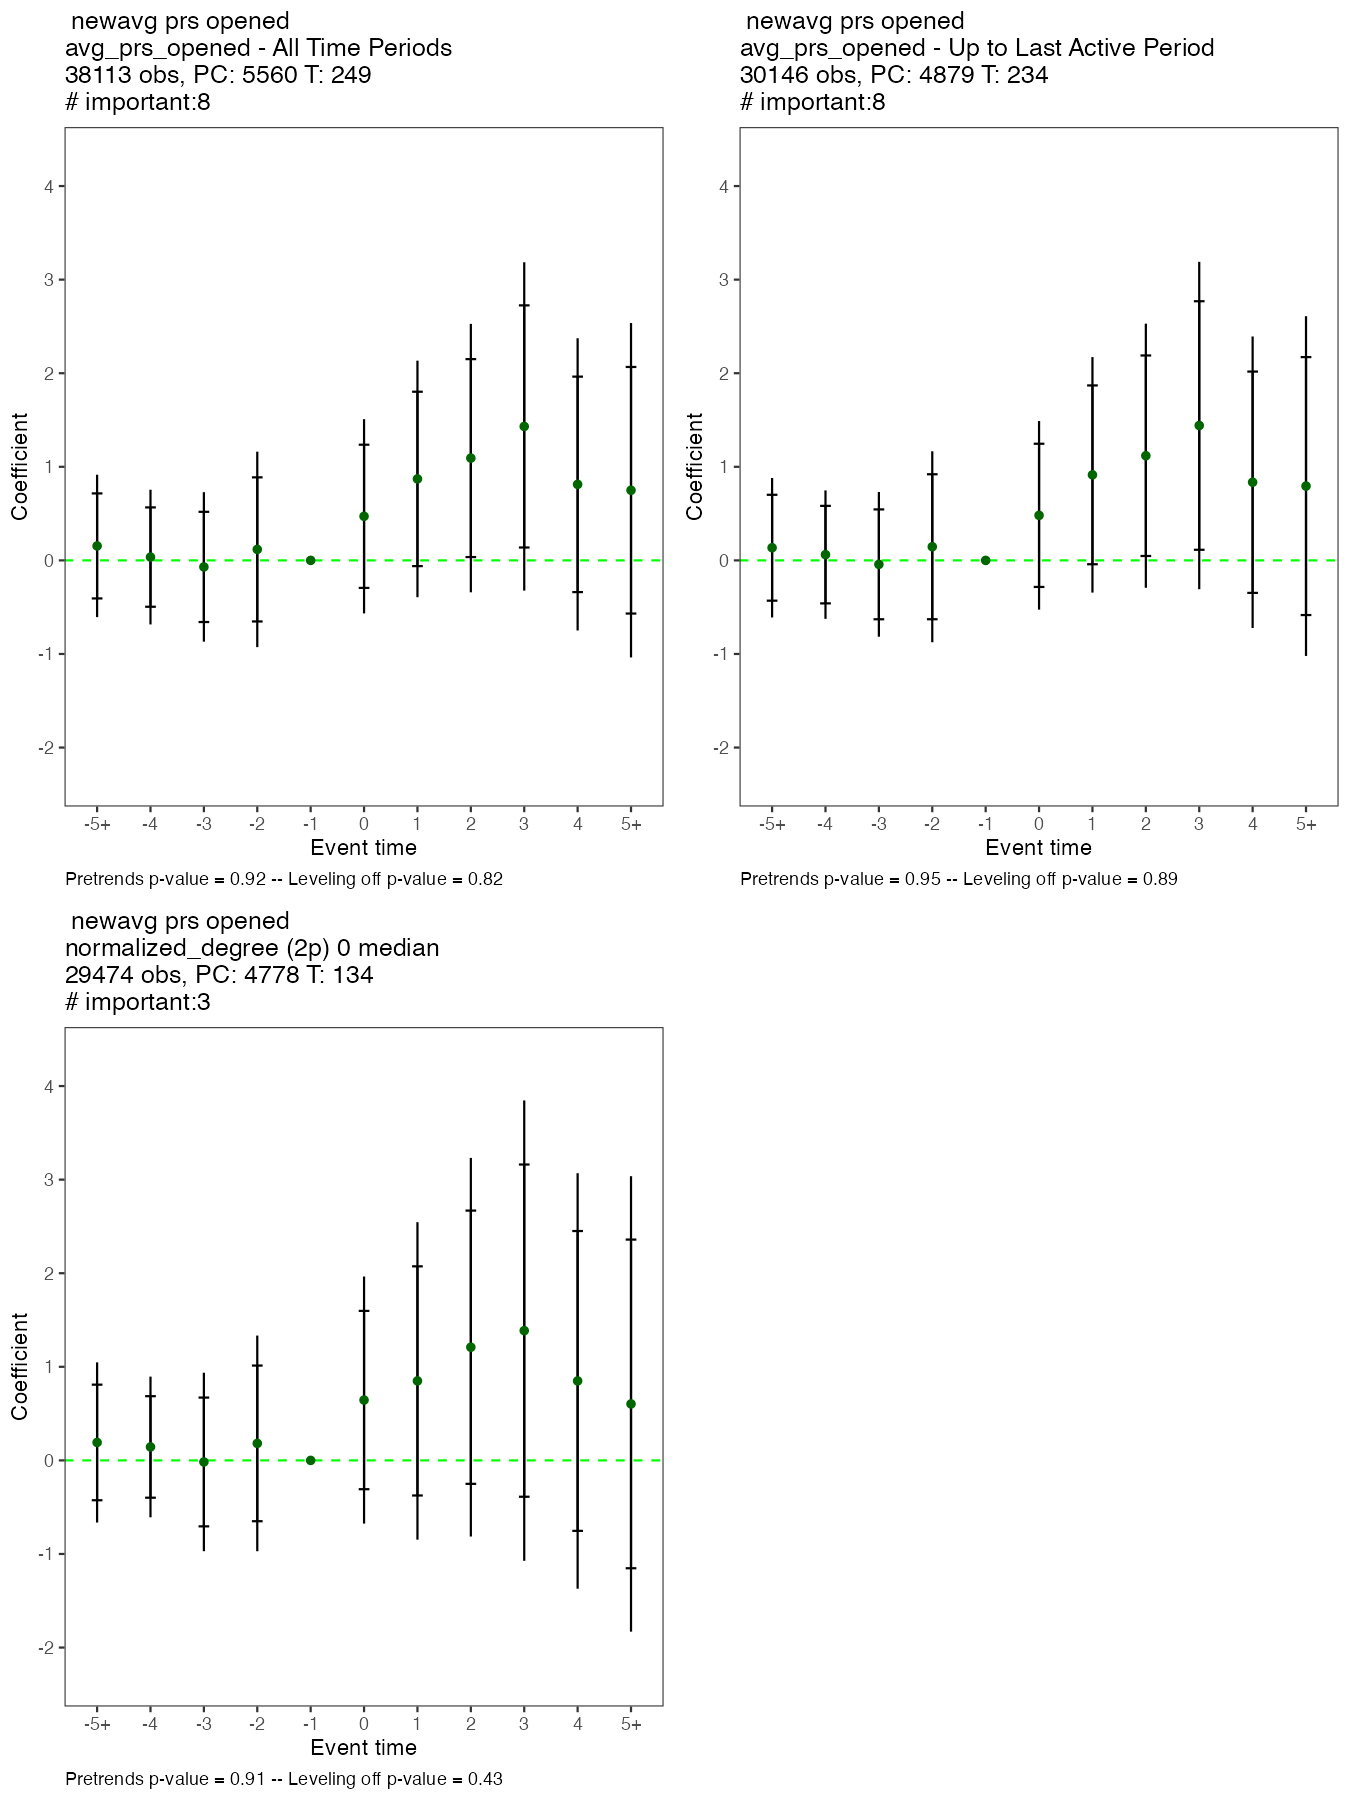 newavg prs opened
avg_prs_opened - All Time Periods
38113 obs, PC: 5560 T: 249
# important:8
4
3
2
1
0
-1
-2
Coefficient
-5+ -4 -3 -2 -1 0 1 2 3 4 5+
Event time
Pretrends p-value = 0.92 -- Leveling off p-value = 0.82
newavg prs opened
avg_prs_opened - Up to Last Active Period
30146 obs, PC: 4879 T: 234
# important:8
4
3
2
1
0
-1
-2
Coefficient
-5+ -4 -3 -2 -1 0 1 2 3 4 5+
Event time
Pretrends p-value = 0.95 -- Leveling off p-value = 0.89
newavg prs opened
normalized_degree (2p) 0 median
29474 obs, PC: 4778 T: 134
# important:3
4
3
2
1
0
-1
-2
Coefficient
-5+ -4 -3 -2 -1 0 1 2 3 4 5+
Event time
Pretrends p-value = 0.91 -- Leveling off p-value = 0.43